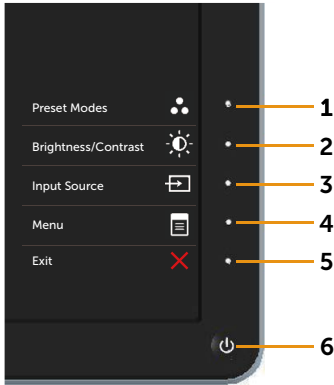 Preset Modes
1
Brightness/Contrast
2
Input Source
3
Menu
4
Exit
5
6